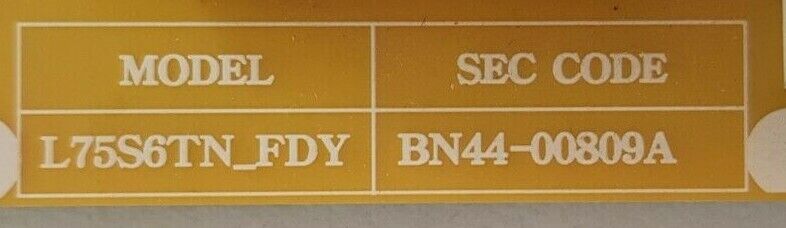 MODEL SEC CODE
L75S6TN_FDY BN44-00809A